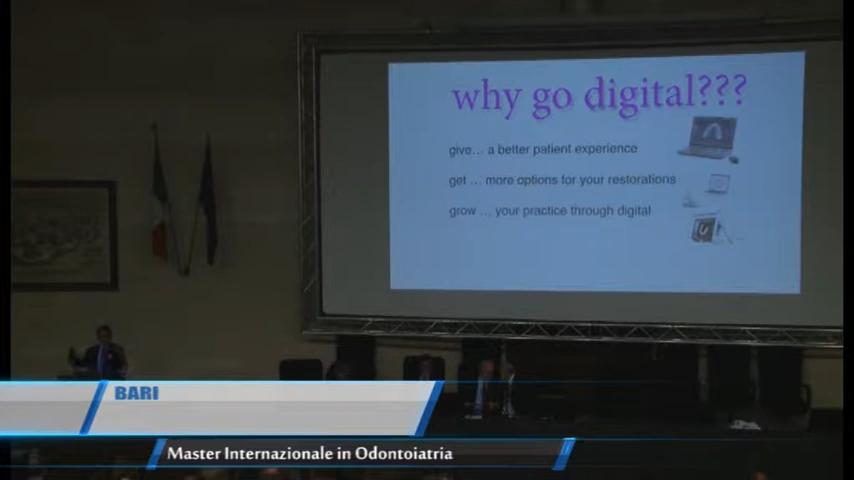 why go digital???
give... a better patient experience
get ... more options for your restorations
grow ... your practice through digital
BARI
Master Internazionale in Odontoiatria